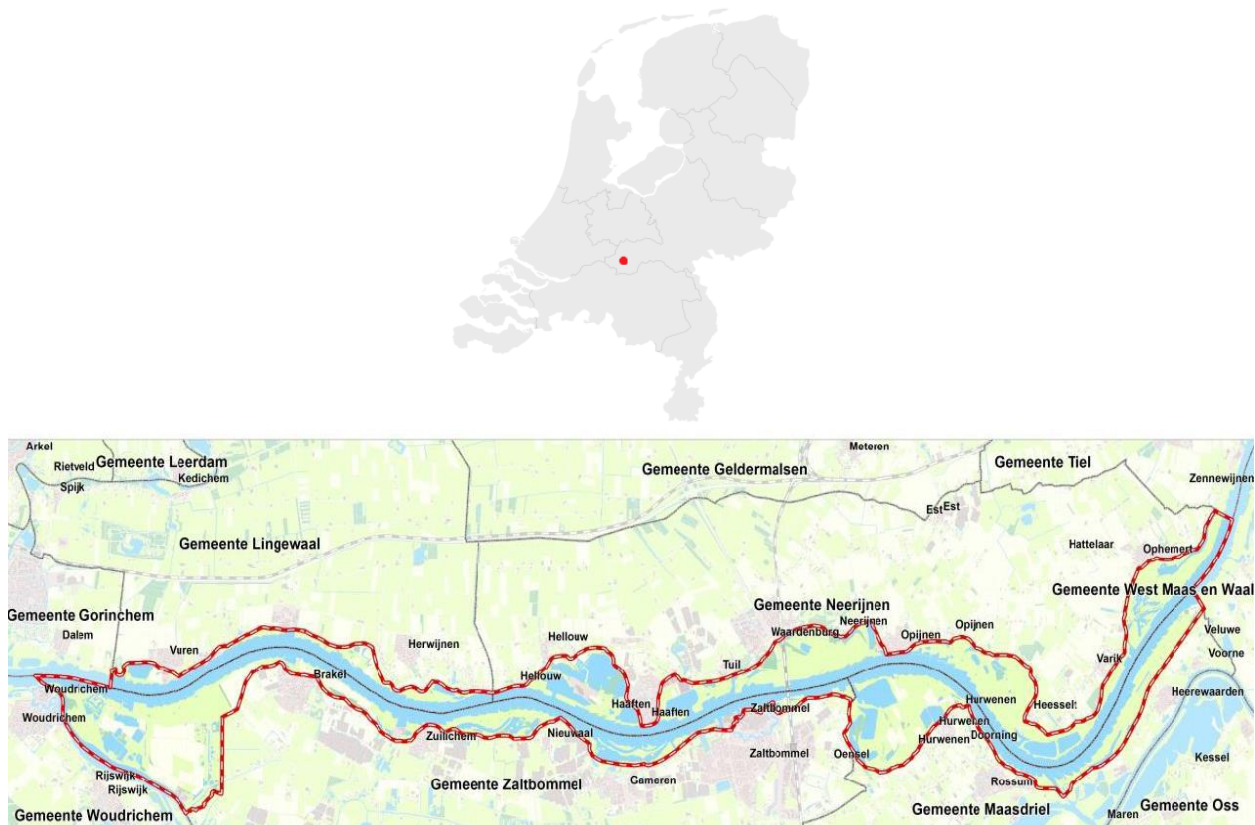 Arkel
Gemeente Leerdam
Rietveld
Kedichem
Spijk
Meteren
Gemeente Geldermalsen
Gemeente Tiel
Zennewijnen
Est Est
Gemeente Lingewaal
Hattelaar
Ophemert
Gemeente West Maas en Waal
Gemeente Gorinchem
Gemeente Neerijnen
Neerijnen
Dalem
Waardenburg
Opijnen
Opijnen
Veluwe
Vuren
Herwijnen
Hellouw
Voorne
Tuil
Varik
Hellouw
Brakel
Woudrichem
Heerewaarden
Hurwenen
Haaften
Heesselt
Haaften
Zaltbommel
Woudrichem
Hurwenen
Zuilichem
Nieuwaal
Doorning
Hurwenen
Zaltbommel
Oensel
Kessel
Rijswijk
Gameren
Rossum
Rijswijk
Gemeente Zaltbommel
Gemeente Woudrichem
Gemeente Maasdriel
Gemeente Oss
Maren